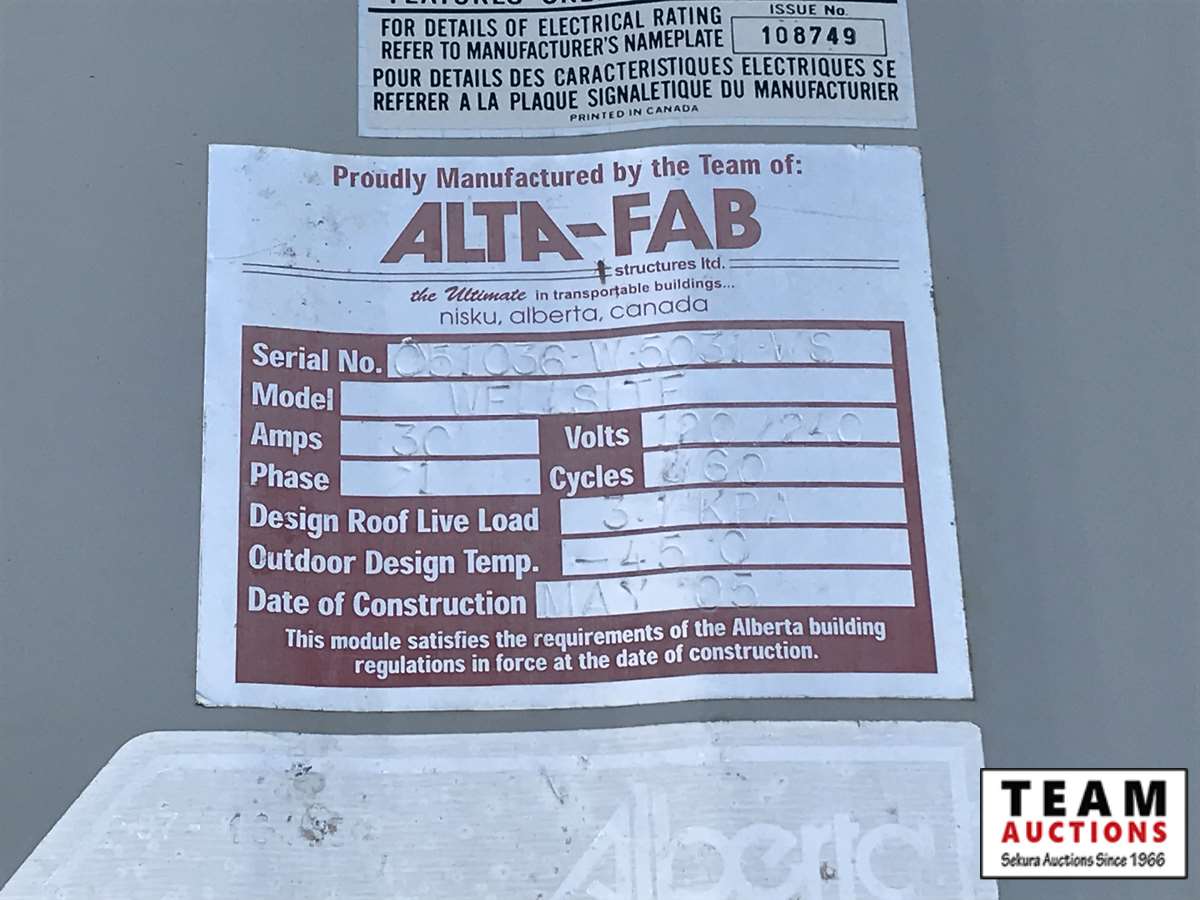 FOR DETAILS OF ELECTRICAL RATING
REFER TO MANUFACTURER'S NAMEPLATE
ISSUE No.
108749
POUR DETAILS DES CARACTERISTIQUES ELECTRIQUES SE
REFERER A LA PLAQUE SIGNALETIQUE DU MANUFACTURIER
PRINTED IN CANADA
Proudly Manufactured by the Team of:
ALTA-FAB
structures ltd.
the Ultimate in transportable buildings...
nisku, alberta, canada
Serial No. 051036-W-5031-WS
Model WELLSITE
Amps 30 Volts 120/240
Phase 1 Cycles 60
Design Roof Live Load 3.7 KPA
Outdoor Design Temp. -45 C
Date of Construction MAY 05
This module satisfies the requirements of the Alberta building
regulations in force at the date of construction.
Alberta
TEAM
AUCTIONS
Sekura Auctions Since 1966